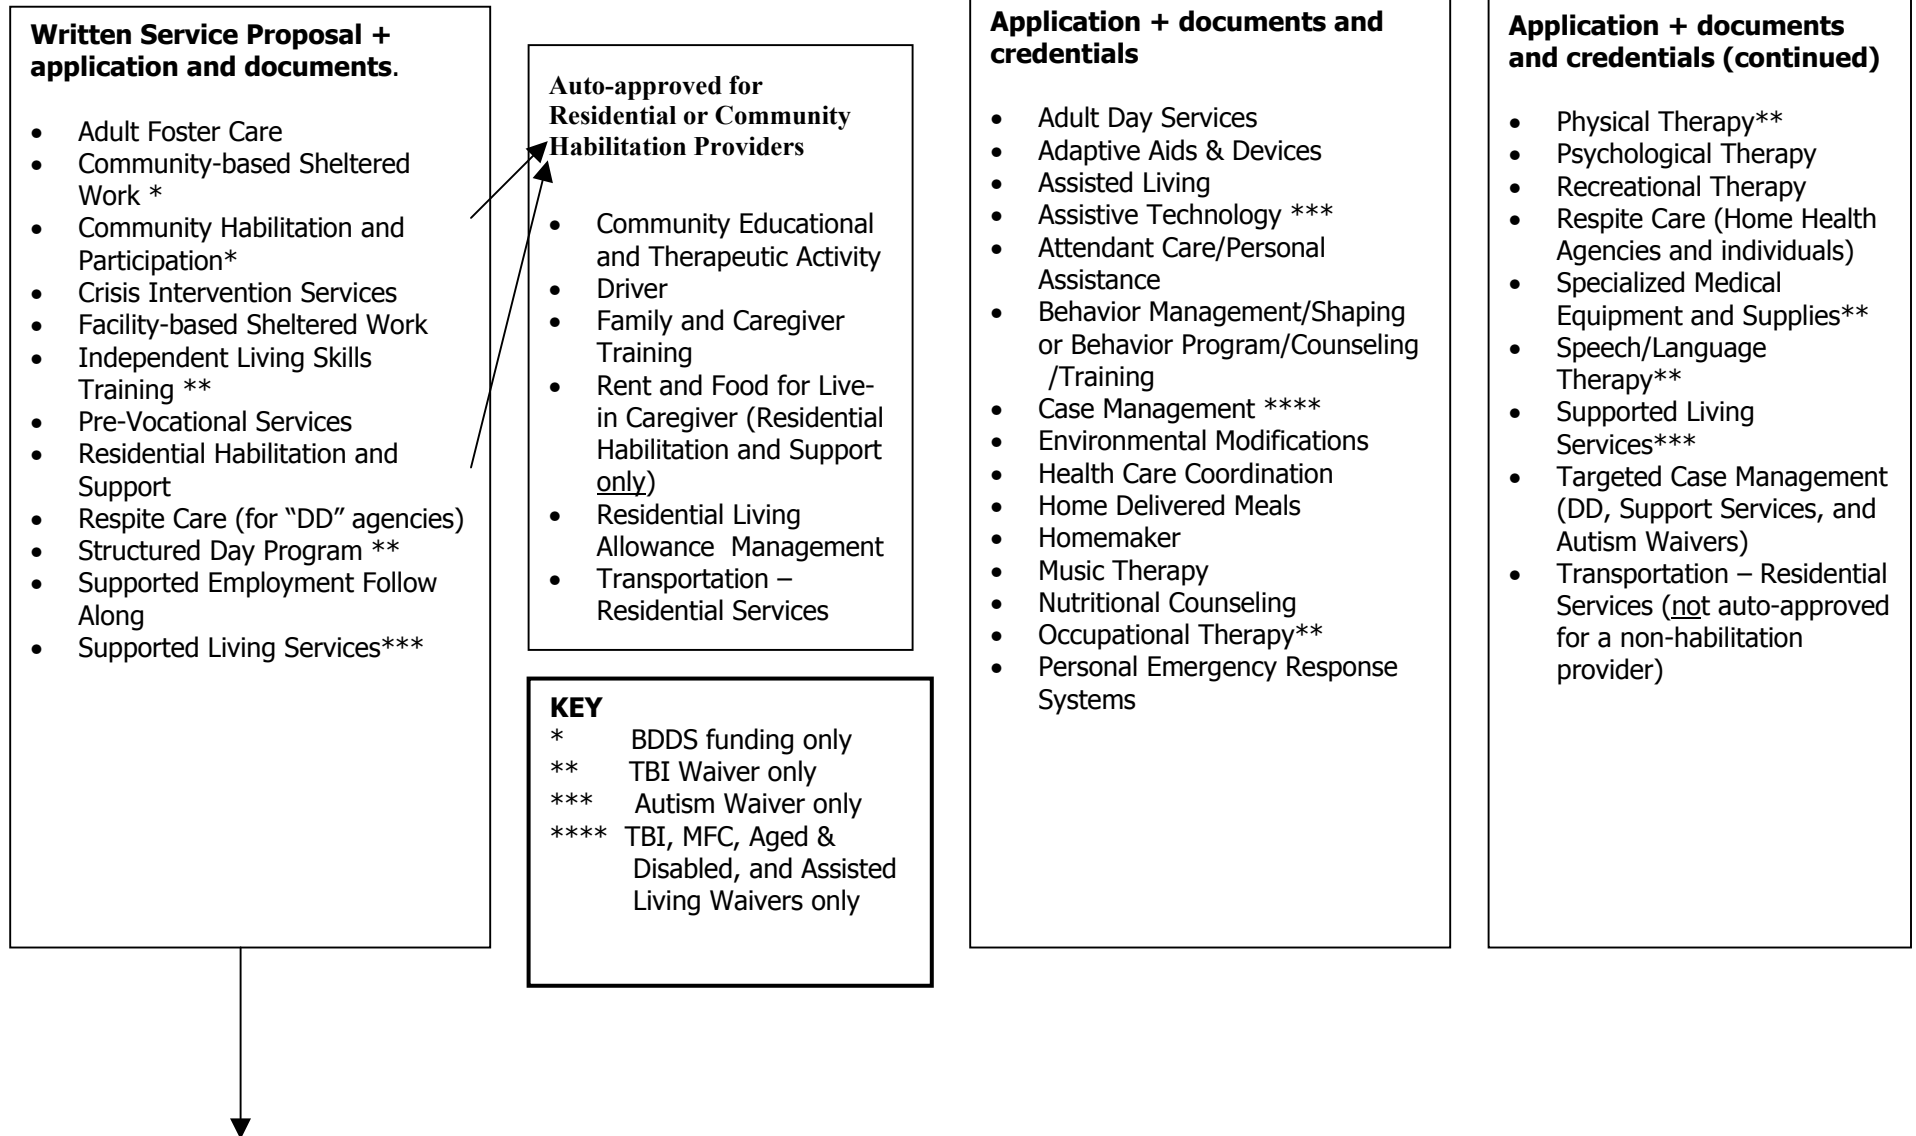 Written Service Proposal +
application and documents.
• Adult Foster Care
• Community-based Sheltered
Work *
• Community Habilitation and
Participation*
• Crisis Intervention Services
• Facility-based Sheltered Work
• Independent Living Skills
Training **
• Pre-Vocational Services
• Residential Habilitation and
Support
• Respite Care (for “DD” agencies)
• Structured Day Program **
• Supported Employment Follow
Along
• Supported Living Services***
Auto-approved for
Residential or Community
Habilitation Providers
• Community Educational
and Therapeutic Activity
• Driver
• Family and Caregiver
Training
• Rent and Food for Live-
in Caregiver (Residential
Habilitation and Support
only)
• Residential Living
Allowance Management
• Transportation –
Residential Services
KEY
* BDDS funding only
** TBI Waiver only
*** Autism Waiver only
**** TBI, MFC, Aged &
Disabled, and Assisted
Living Waivers only
Application + documents and
credentials
• Adult Day Services
• Adaptive Aids & Devices
• Assisted Living
• Assistive Technology ***
• Attendant Care/Personal
Assistance
• Behavior Management/Shaping
or Behavior Program/Counseling
/Training
• Case Management ****
• Environmental Modifications
• Health Care Coordination
• Home Delivered Meals
• Homemaker
• Music Therapy
• Nutritional Counseling
• Occupational Therapy**
• Personal Emergency Response
Systems
Application + documents
and credentials (continued)
• Physical Therapy**
• Psychological Therapy
• Recreational Therapy
• Respite Care (Home Health
Agencies and individuals)
• Specialized Medical
Equipment and Supplies**
• Speech/Language
Therapy**
• Supported Living
Services***
• Targeted Case Management
(DD, Support Services, and
Autism Waivers)
• Transportation – Residential
Services (not auto-approved
for a non-habilitation
provider)